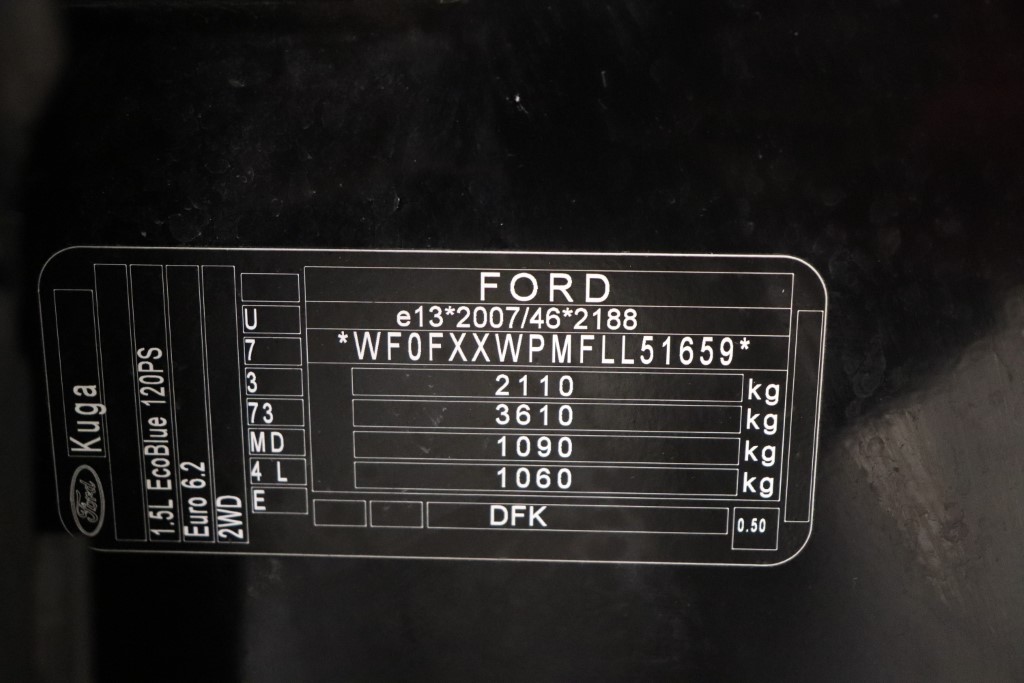 FORD
e13*2007/46*2188
*WF0FXXWPMFLL51659*
2110 kg
3610 kg
1090 kg
1060 kg
DFK
0.50
U
7
3
73
MD
4 L
E
Ford Kuga
1.5L EcoBlue 120PS
Euro 6.2
2WD